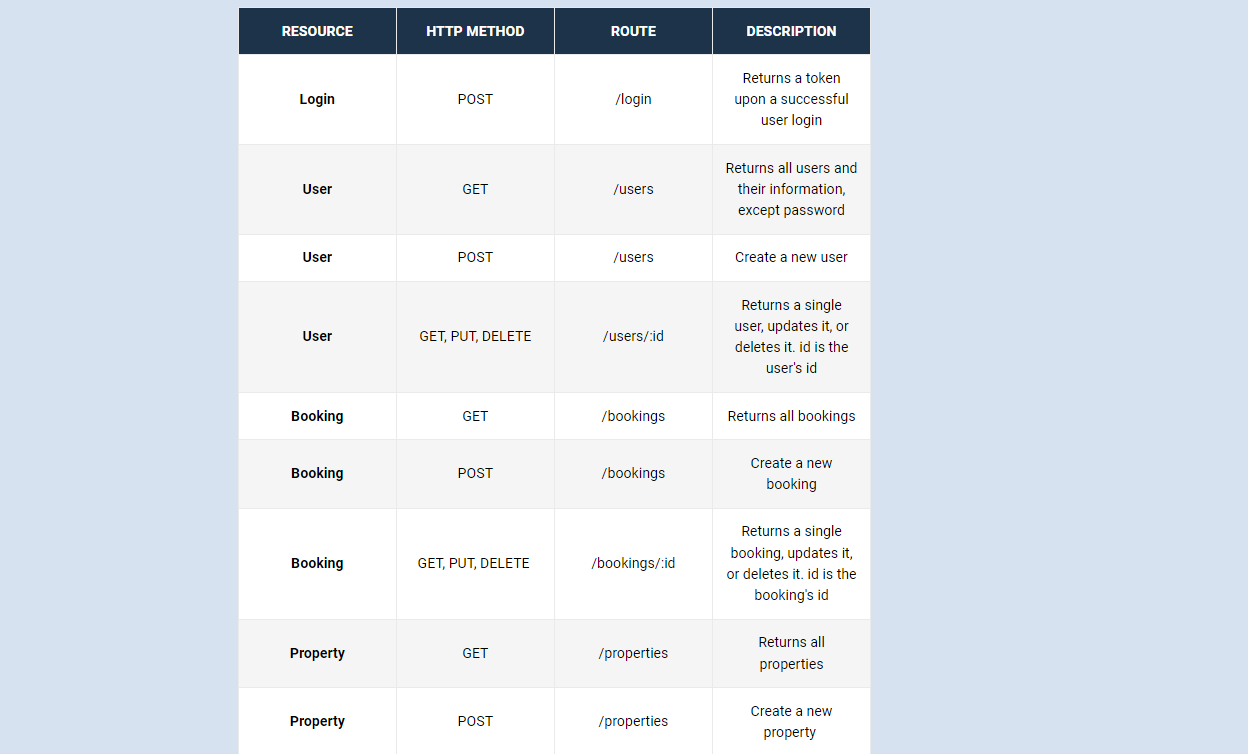 RESOURCE HTTP METHOD ROUTE DESCRIPTION
Login POST /login Returns a token
upon a successful
user login
User GET /users Returns all users and
their information,
except password
User POST /users Create a new user
User GET, PUT, DELETE /users/:id Returns a single
user, updates it, or
deletes it. id is the
user's id
Booking GET /bookings Returns all bookings
Booking POST /bookings Create a new
booking
Booking GET, PUT, DELETE /bookings/:id Returns a single
booking, updates it,
or deletes it. id is the
booking's id
Property GET /properties Returns all
properties
Property POST /properties Create a new
property